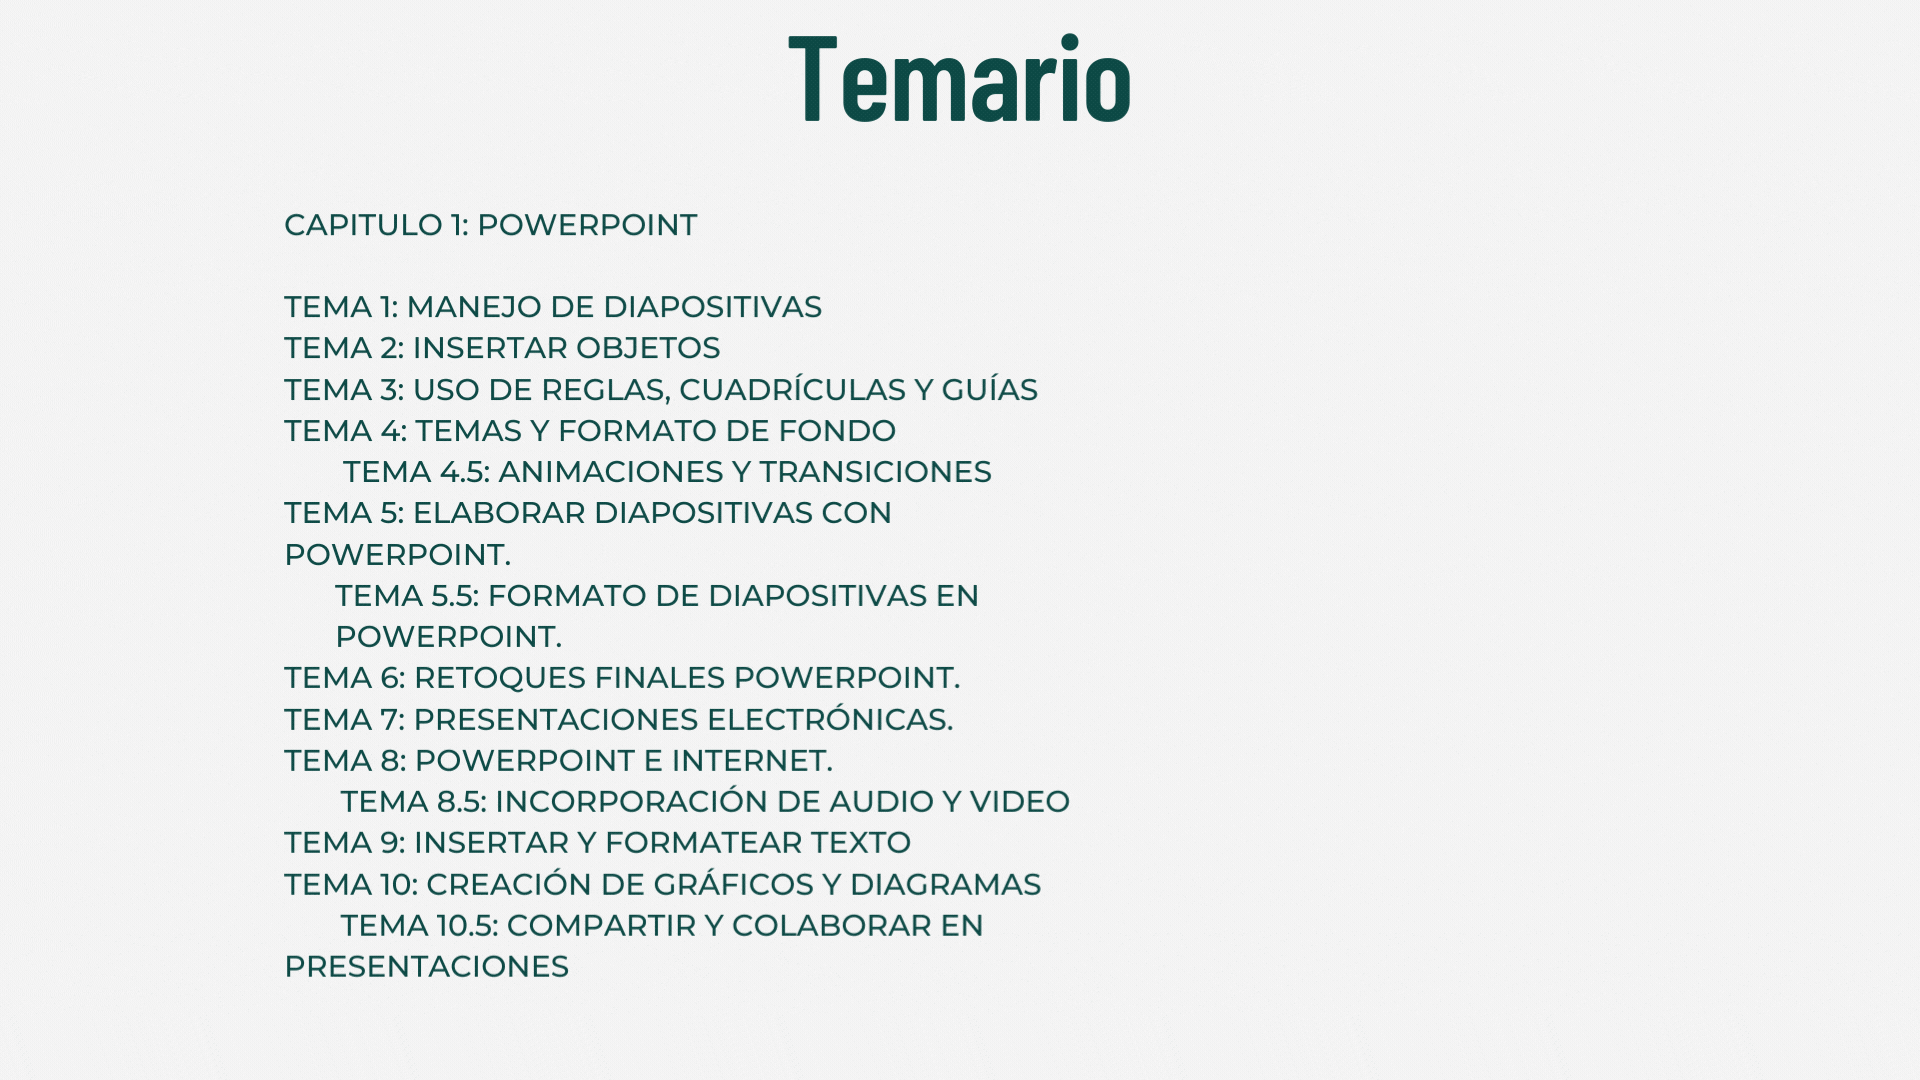 Temario
CAPITULO 1: POWERPOINT
TEMA 1: MANEJO DE DIAPOSITIVAS
TEMA 2: INSERTAR OBJETOS
TEMA 3: USO DE REGLAS, CUADRÍCULAS Y GUÍAS
TEMA 4: TEMAS Y FORMATO DE FONDO
TEMA 4.5: ANIMACIONES Y TRANSICIONES
TEMA 5: ELABORAR DIAPOSITIVAS CON
POWERPOINT.
TEMA 5.5: FORMATO DE DIAPOSITIVAS EN
POWERPOINT.
TEMA 6: RETOQUES FINALES POWERPOINT.
TEMA 7: PRESENTACIONES ELECTRÓNICAS.
TEMA 8: POWERPOINT E INTERNET.
TEMA 8.5: INCORPORACIÓN DE AUDIO Y VIDEO
TEMA 9: INSERTAR Y FORMATEAR TEXTO
TEMA 10: CREACIÓN DE GRÁFICOS Y DIAGRAMAS
TEMA 10.5: COMPARTIR Y COLABORAR EN
PRESENTACIONES